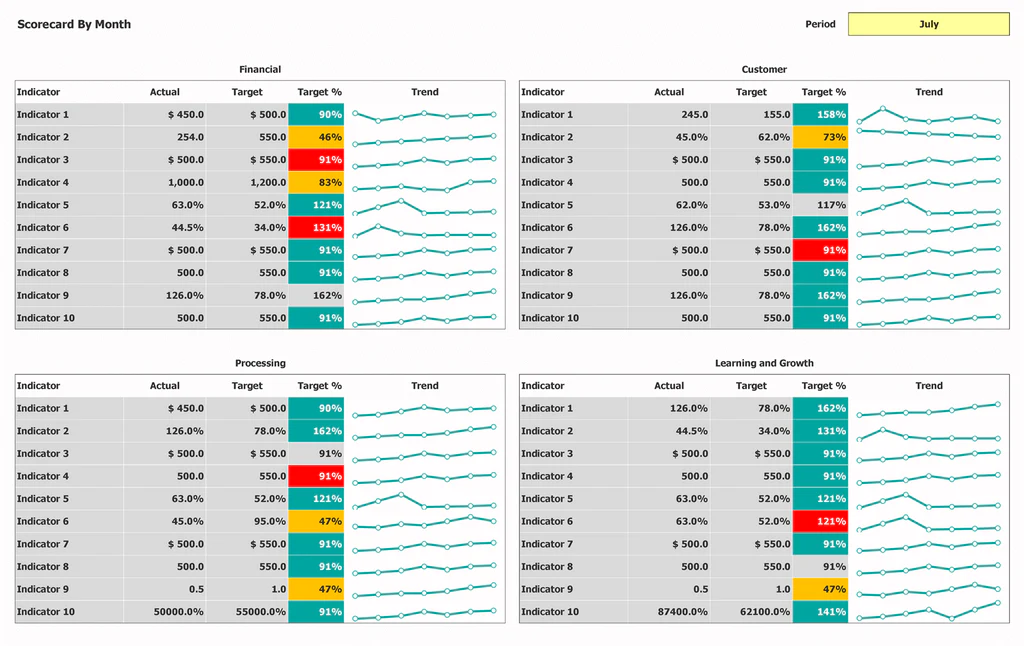 Scorecard By Month Period July
Financial
Indicator Actual Target Target % Trend
Indicator 1 $ 450.0 $ 500.0 90%
Indicator 2 254.0 550.0 46%
Indicator 3 $ 500.0 $ 550.0 91%
Indicator 4 1,000.0 1,200.0 83%
Indicator 5 63.0% 52.0% 121%
Indicator 6 44.5% 34.0% 131%
Indicator 7 $ 500.0 $ 550.0 91%
Indicator 8 500.0 550.0 91%
Indicator 9 126.0% 78.0% 162%
Indicator 10 500.0 550.0 91%
Customer
Indicator Actual Target Target % Trend
Indicator 1 245.0 155.0 158%
Indicator 2 45.0% 62.0% 73%
Indicator 3 $ 500.0 $ 550.0 91%
Indicator 4 500.0 550.0 91%
Indicator 5 62.0% 53.0% 117%
Indicator 6 126.0% 78.0% 162%
Indicator 7 $ 500.0 $ 550.0 91%
Indicator 8 500.0 550.0 91%
Indicator 9 126.0% 78.0% 162%
Indicator 10 500.0 550.0 91%
Processing
Indicator Actual Target Target % Trend
Indicator 1 $ 450.0 $ 500.0 90%
Indicator 2 126.0% 78.0% 162%
Indicator 3 $ 500.0 $ 550.0 91%
Indicator 4 500.0 550.0 91%
Indicator 5 63.0% 52.0% 121%
Indicator 6 45.0% 95.0% 47%
Indicator 7 $ 500.0 $ 550.0 91%
Indicator 8 500.0 550.0 91%
Indicator 9 0.5 1.0 47%
Indicator 10 50000.0% 55000.0% 91%
Learning and Growth
Indicator Actual Target Target % Trend
Indicator 1 126.0% 78.0% 162%
Indicator 2 44.5% 34.0% 131%
Indicator 3 $ 500.0 $ 550.0 91%
Indicator 4 500.0 550.0 91%
Indicator 5 63.0% 52.0% 121%
Indicator 6 63.0% 52.0% 121%
Indicator 7 $ 500.0 $ 550.0 91%
Indicator 8 500.0 550.0 91%
Indicator 9 0.5 1.0 47%
Indicator 10 87400.0% 62100.0% 141%